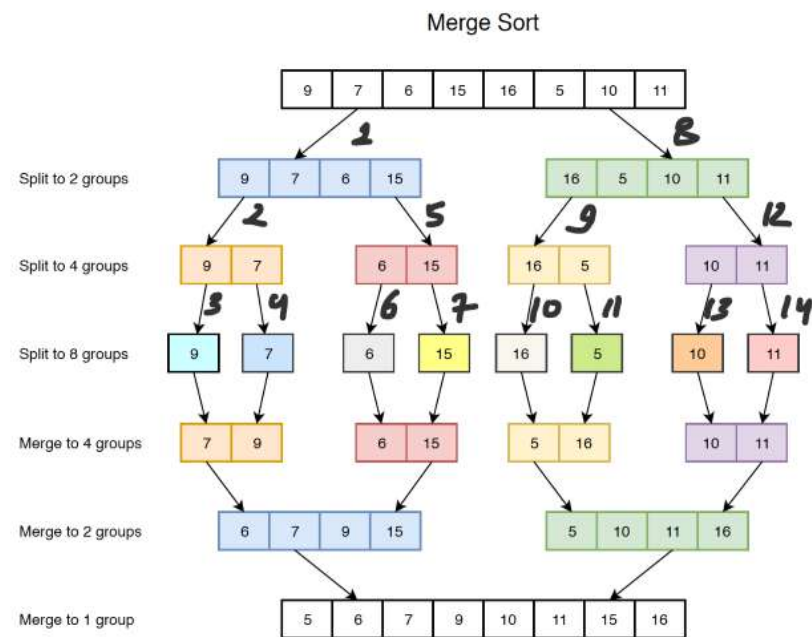 Merge Sort
9 7 6 15 16 5 10 11
1 8
Split to 2 groups 9 7 6 15 16 5 10 11
2 5 9 12
Split to 4 groups 9 7 6 15 16 5 10 11
3 4 6 7 10 11 13 14
Split to 8 groups 9 7 6 15 16 5 10 11
Merge to 4 groups 7 9 6 15 5 16 10 11
Merge to 2 groups 6 7 9 15 5 10 11 16
Merge to 1 group 5 6 7 9 10 11 15 16